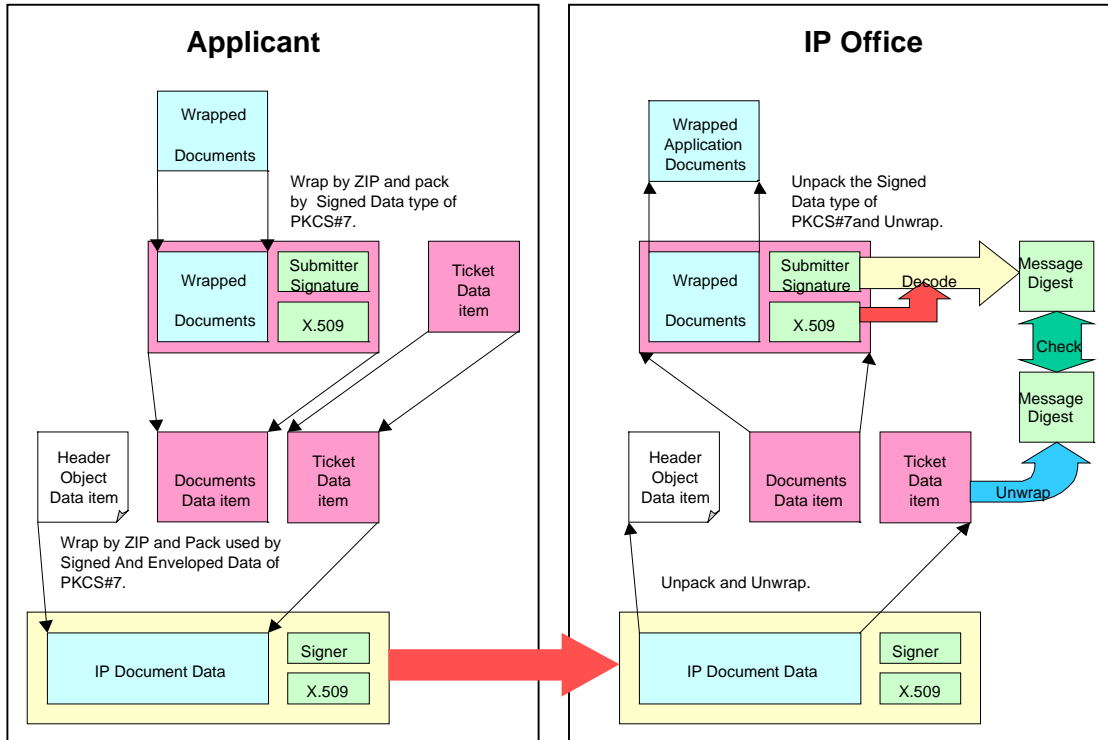 Applicant
Wrapped
Documents
Wrap by ZIP and pack
by Signed Data type of
PKCS#7.
Wrapped
Documents
Submitter
Signature
X.509
Ticket
Data
item
Header
Object
Data item
Documents
Data item
Ticket
Data
item
Wrap by ZIP and Pack used by
Signed And Enveloped Data of
PKCS#7.
IP Document Data
Signer
X.509
IP Office
Wrapped
Application
Documents
Unpack the Signed
Data type of
PKCS#7and Unwrap.
Wrapped
Documents
Submitter
Signature
X.509
Decode
Message
Digest
Check
Message
Digest
Header
Object
Data item
Documents
Data item
Ticket
Data
item
Unwrap
Unpack and Unwrap.
IP Document Data
Signer
X.509